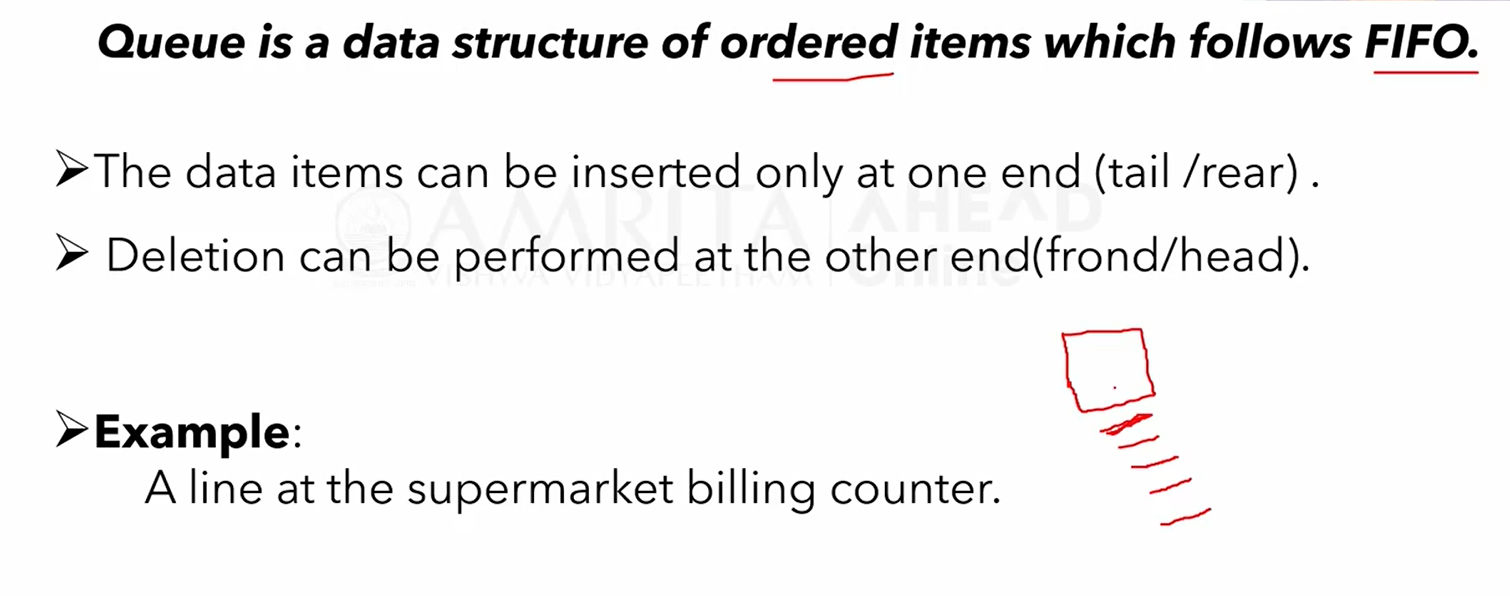 Queue is a data structure of ordered items which follows FIFO.
➢The data items can be inserted only at one end (tail /rear) .
➢ Deletion can be performed at the other end(frond/head).
AMRITA | AHEAD
VISHWA VIDYAPEETHAM | Online
➢Example:
A line at the supermarket billing counter.